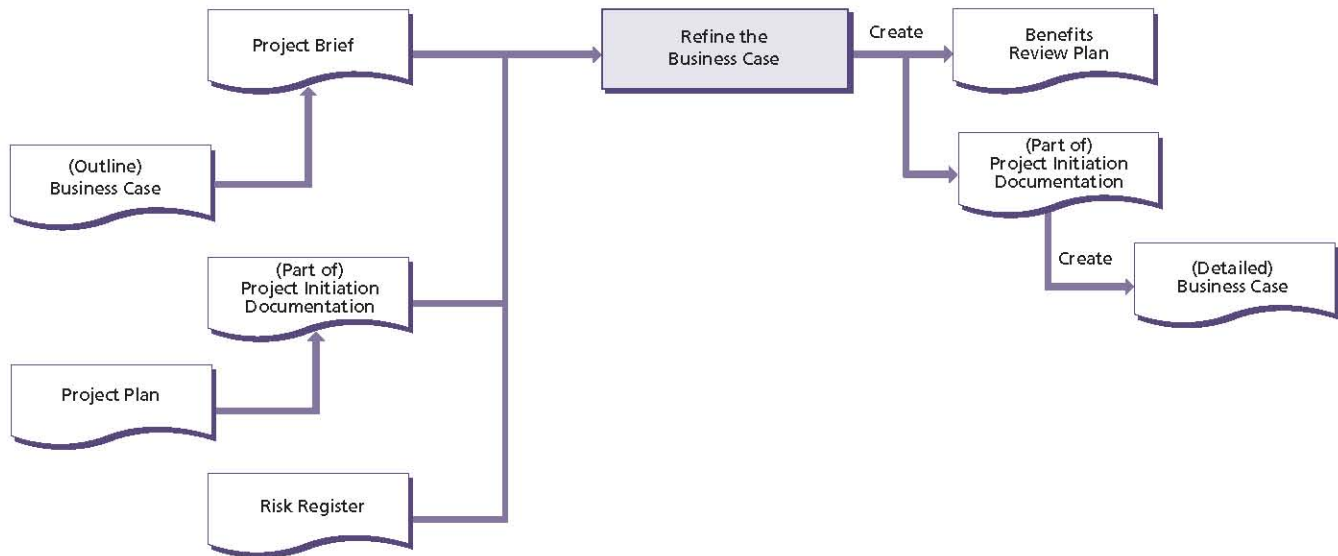 Project Brief
Refine the
Business Case
Create
Benefits
Review Plan
(Outline)
Business Case
(Part of)
Project Initiation
Documentation
(Part of)
Project Initiation
Documentation
Create
(Detailed)
Business Case
Project Plan
Risk Register